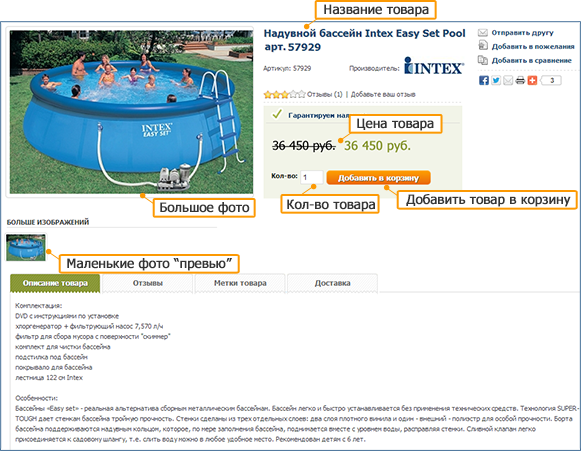 Название товара
Надувной бассейн Intex Easy Set Pool
арт. 57929
Артикул: 57929
Производитель:
INTEX
Отправить другу
Добавить в пожелания
Добавить в сравнение
3
Отзывы (1) | Добавьте ваш отзыв
Гарантируем нал
Цена товара
36 450 руб. 36 450 руб.
Кол-во: 1
Добавить в корзину
INTEX
EASY SET
Большое фото
Кол-во товара
Добавить товар в корзину
БОЛЬШЕ ИЗОБРАЖЕНИЙ
Маленькие фото “превью”
Описание товара
Отзывы
Метки товара
Доставка
Комплектация:
DVD с инструкциями по установке
хлоргенератор + фильтрующий насос 7,570 л/ч
фильтр для сбора мусора с поверхности "скиммер"
комплект для чистки бассейна
подстилка под бассейн
покрывало для бассейна
лестница 122 см Intex
Особенности:
Бассейны «Easy set» - реальная альтернатива сборным металлическим бассейнам. Бассейн легко и быстро устанавливается без применения технических средств. Технология SUPER-
TOUGH дает стенкам бассейна тройную прочность. Стенки сделаны из трех отдельных слоев: два слоя плотного винила и один - внешний - полиэстр для особой прочности. Борта
бассейна поддерживаются надувным кольцом, которое, по мере заполнения бассейна, поднимается вместе с уровнем воды, расправляя стенки. Сливной клапан легко
присоединяется к садовому шлангу, т.е. слить воду можно в любое удобное место. Рекомендован детям с 6 лет.